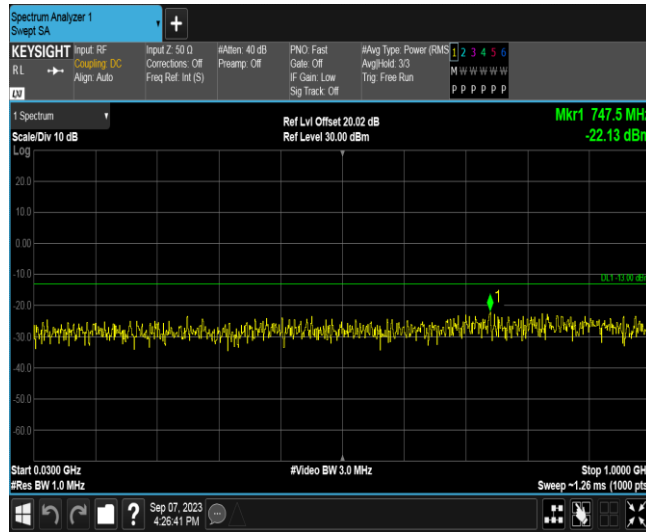 Spectrum Analyzer 1
Swept SA
+
KEYSIGHT Input: RF Input Z: 50 Ω #Atten: 40 dB PNO: Fast #Avg Type: Power (RMS 1 2 3 4 5 6
RL Coupling: DC Corrections: Off Preamp: Off Gate: Off Avg|Hold: 3/3 M W W W W W
Align: Auto Freq Ref: Int (S) IF Gain: Low Trig: Free Run
LXI Sig Track: Off P P P P P P
1 Spectrum Ref Lvl Offset 20.02 dB Mkr1 747.5 MHz
Scale/Div 10 dB Ref Level 30.00 dBm -22.13 dBm
Log
20.0
10.0
0.00
-10.0
DL1 -13.00 dBm
1
-20.0
-30.0
-40.0
-50.0
-60.0
Start 0.0300 GHz #Video BW 3.0 MHz Stop 1.0000 GHz
#Res BW 1.0 MHz Sweep ~1.26 ms (1000 pts)
? Sep 07, 2023
4:26:41 PM